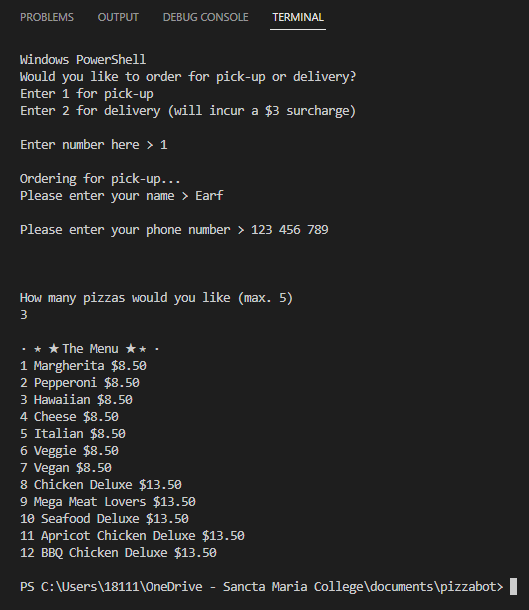 PROBLEMS OUTPUT DEBUG CONSOLE TERMINAL
Windows PowerShell
Would you like to order for pick-up or delivery?
Enter 1 for pick-up
Enter 2 for delivery (will incur a $3 surcharge)
Enter number here > 1
Ordering for pick-up...
Please enter your name > Earf
Please enter your phone number > 123 456 789
How many pizzas would you like (max. 5)
3
· ⋆ ★The Menu ★⋆ ·
1 Margherita $8.50
2 Pepperoni $8.50
3 Hawaiian $8.50
4 Cheese $8.50
5 Italian $8.50
6 Veggie $8.50
7 Vegan $8.50
8 Chicken Deluxe $13.50
9 Mega Meat Lovers $13.50
10 Seafood Deluxe $13.50
11 Apricot Chicken Deluxe $13.50
12 BBQ Chicken Deluxe $13.50
PS C:\Users\18111\OneDrive - Sancta Maria College\documents\pizzabot>